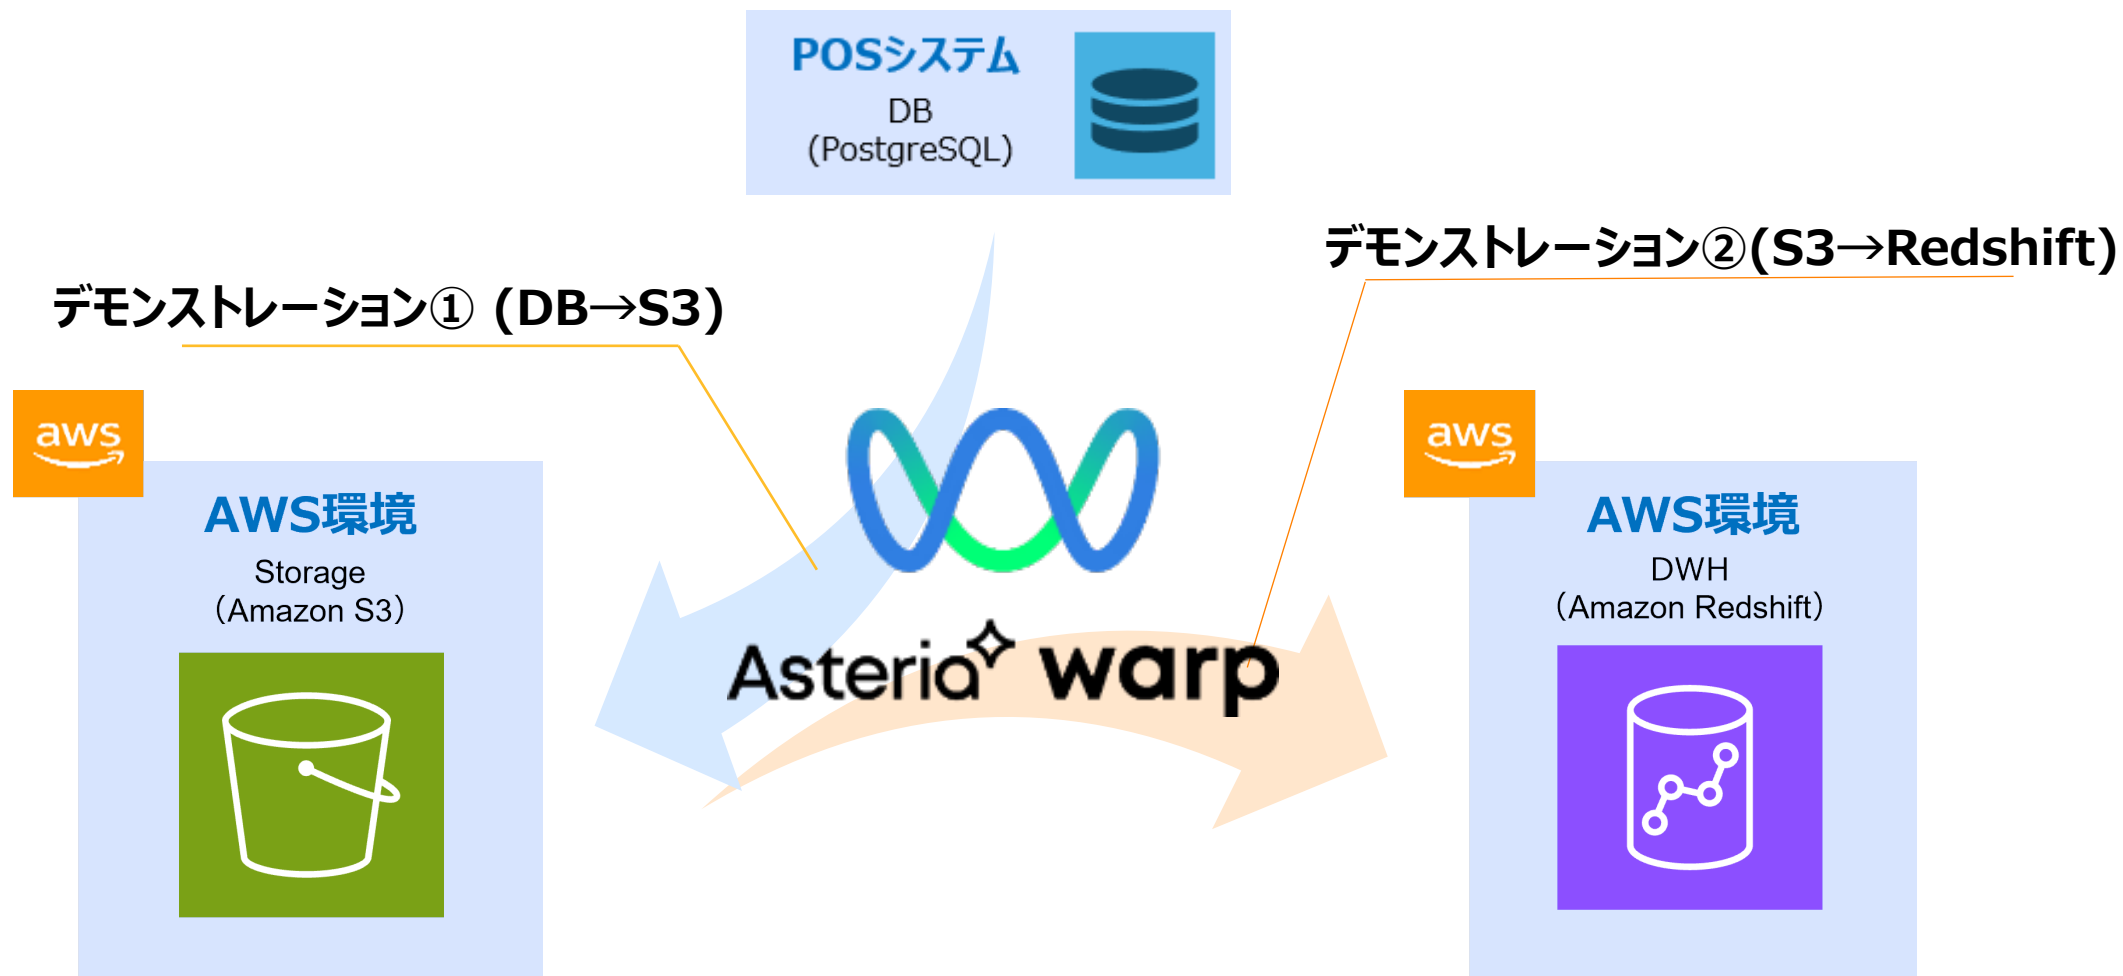 POSシステム
DB
(PostgreSQL)
デモンストレーション②(S3→Redshift)
デモンストレーション① (DB→S3)
aws
AWS環境
Storage
（Amazon S3）
Asteria warp
aws
AWS環境
DWH
（Amazon Redshift）